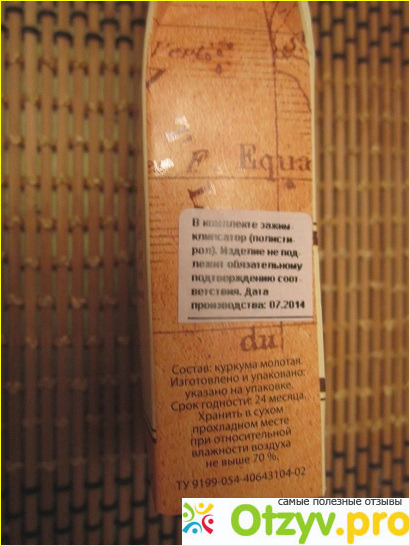 e F Equa
В комплекте зажим
клипсатор (полисти-
рол). Изделие не под-
лежит обязательному
подтверждению соот-
ветствия. Дата
производства: 07.2014
du
Состав: куркума молотая.
Изготовлено и упаковано:
указано на упаковке.
Срок годности: 24 месяца.
Хранить в сухом
прохладном месте
при относительной
влажности воздуха
не выше 70 %.
ТУ 9199-054-40643104-02
самые полезные отзывы
Otzyv.pro